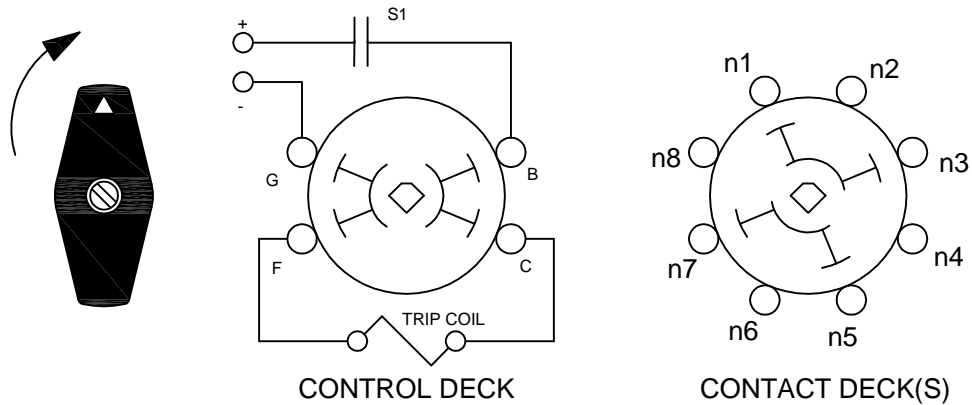 S1
+
-
G
B
F
C
TRIP COIL
CONTROL DECK
n1
n2
n8
n3
n7
n4
n6
n5
CONTACT DECK(S)